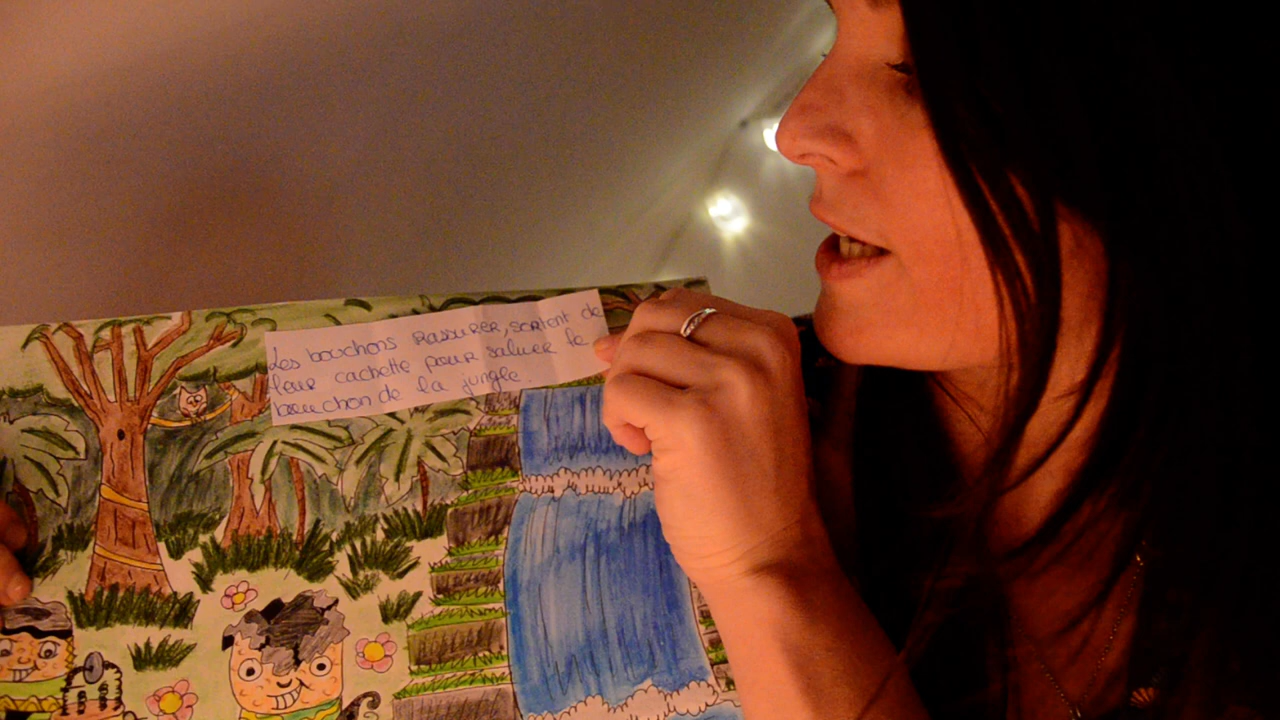 Les bouchons rassurer, sortent de
leur cachette pour saluer le
bouchon de la jungle.